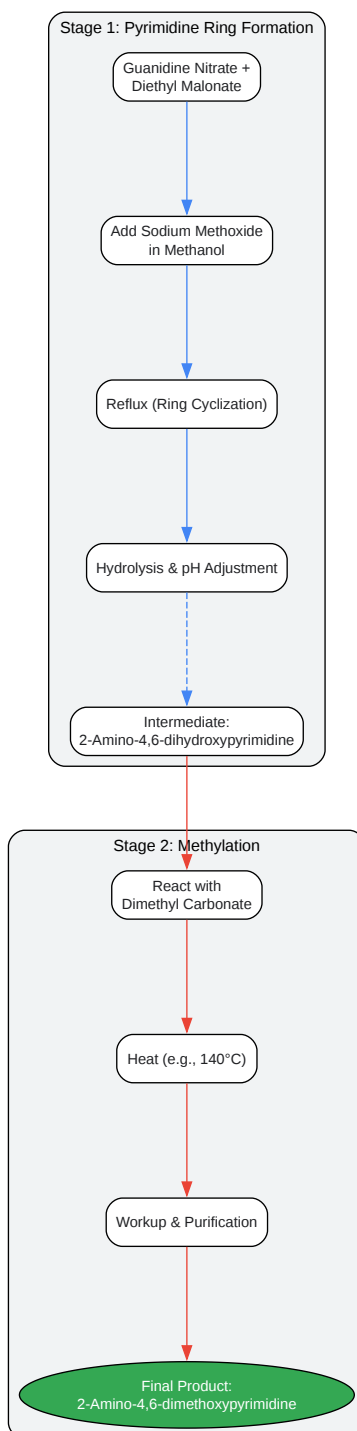 Stage 1: Pyrimidine Ring Formation
Guanidine Nitrate +
Diethyl Malonate
Add Sodium Methoxide
in Methanol
Reflux (Ring Cyclization)
Hydrolysis & pH Adjustment
Intermediate:
2-Amino-4,6-dihydroxypyrimidine
Stage 2: Methylation
React with
Dimethyl Carbonate
Heat (e.g., 140°C)
Workup & Purification
Final Product:
2-Amino-4,6-dimethoxypyrimidine